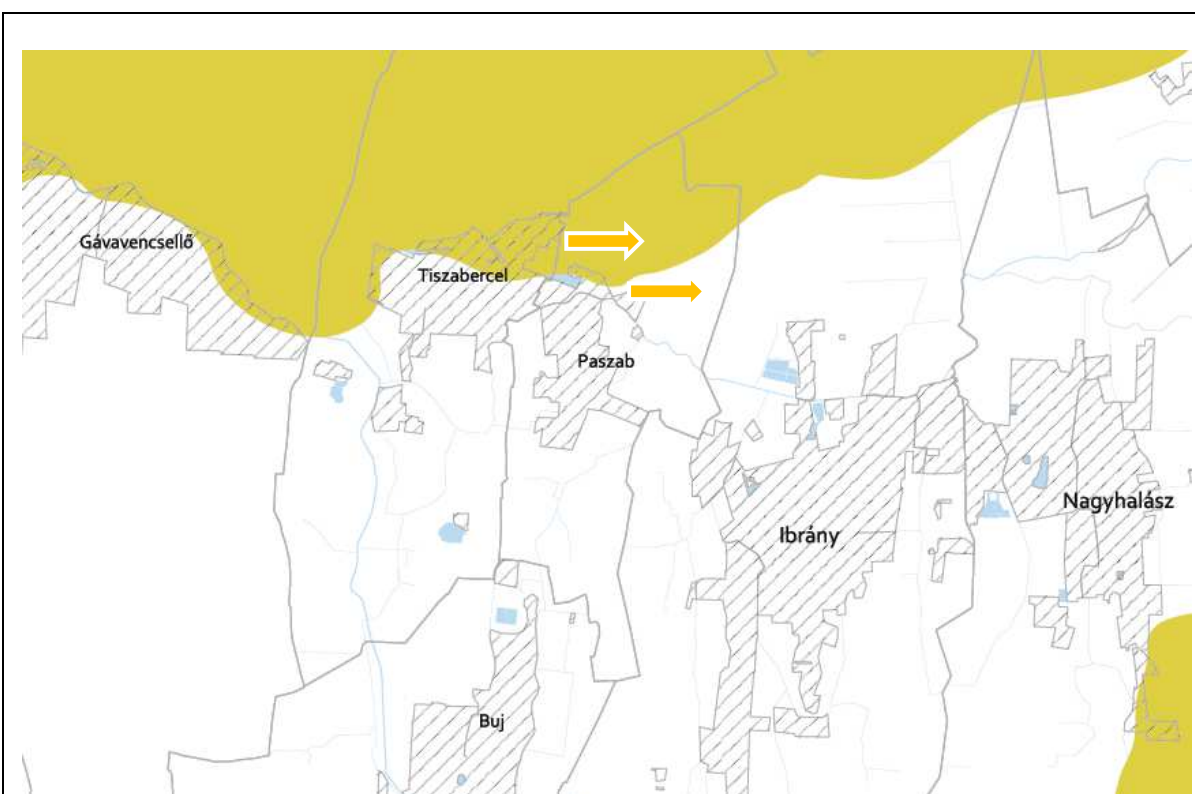 Gávavencsellő
Tiszabercel
Paszab
Nagyhalász
Ibrány
Buj